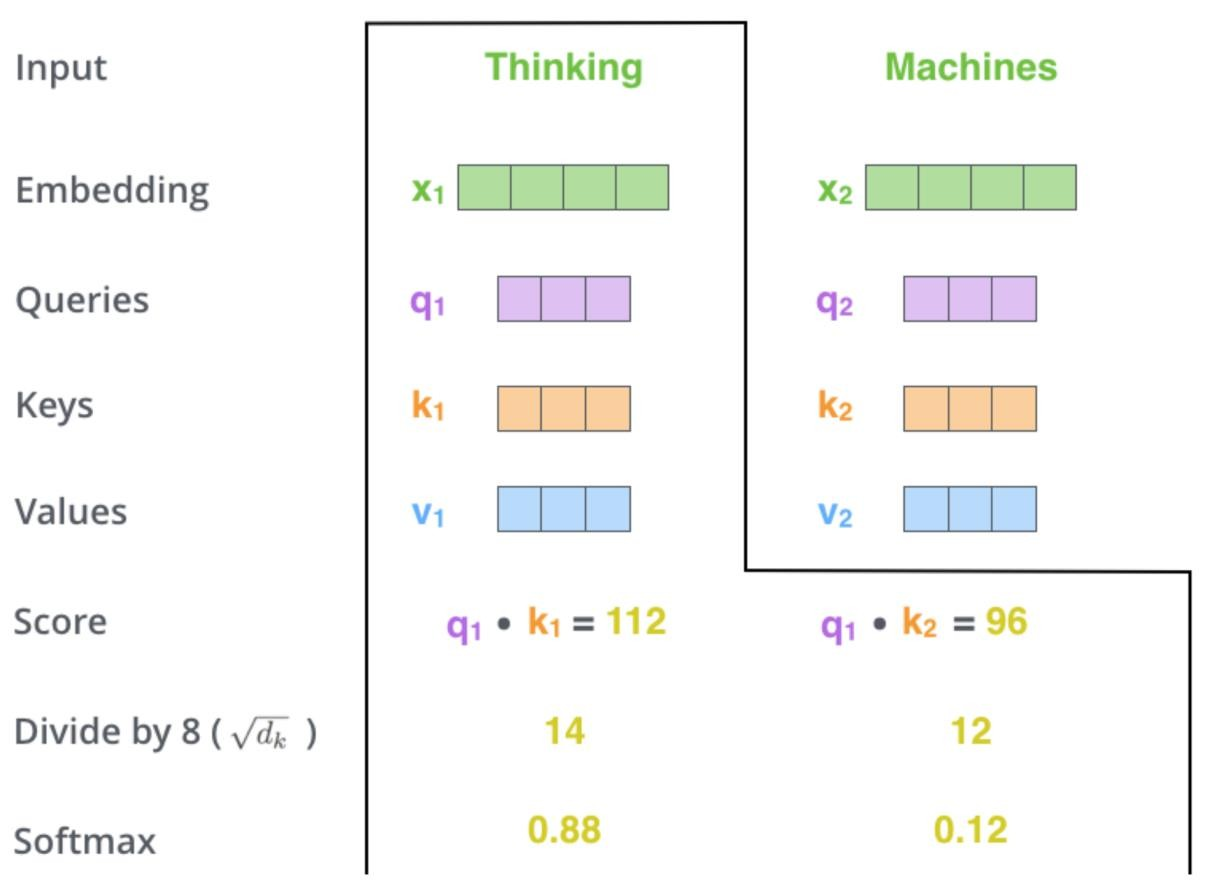 Input Thinking Machines
Embedding x₁ x₂
Queries q₁ q₂
Keys k₁ k₂
Values v₁ v₂
Score q₁ • k₁ = 112 q₁ • k₂ = 96
Divide by 8 ( √dₖ ) 14 12
Softmax 0.88 0.12